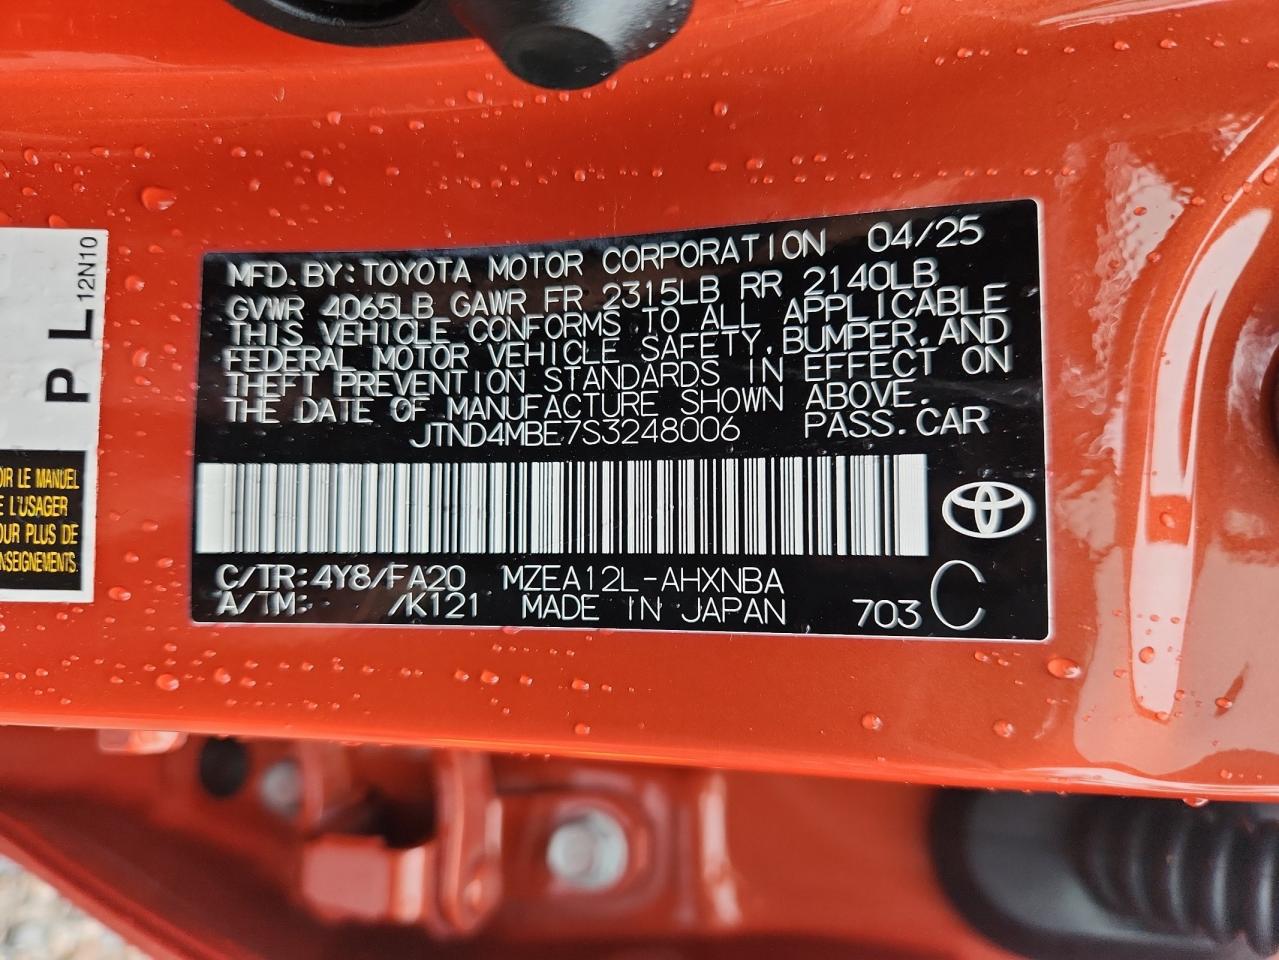 MFD. BY: TOYOTA MOTOR CORPORATION 04/25
GVWR 4065LB GAWR FR 2315LB RR 2140LB
THIS VEHICLE CONFORMS TO ALL APPLICABLE
FEDERAL MOTOR VEHICLE SAFETY, BUMPER, AND
THEFT PREVENTION STANDARDS IN EFFECT ON
THE DATE OF MANUFACTURE SHOWN ABOVE.
JTND4MBE7S3248006 PASS. CAR
C/TR: 4Y8/FA20 MZEA12L-AHXNBA
A/TM: /K121 MADE IN JAPAN 703 C
P L 12N10
OIR LE MANUEL
E L'USAGER
OUR PLUS DE
NSEIGNEMENTS.